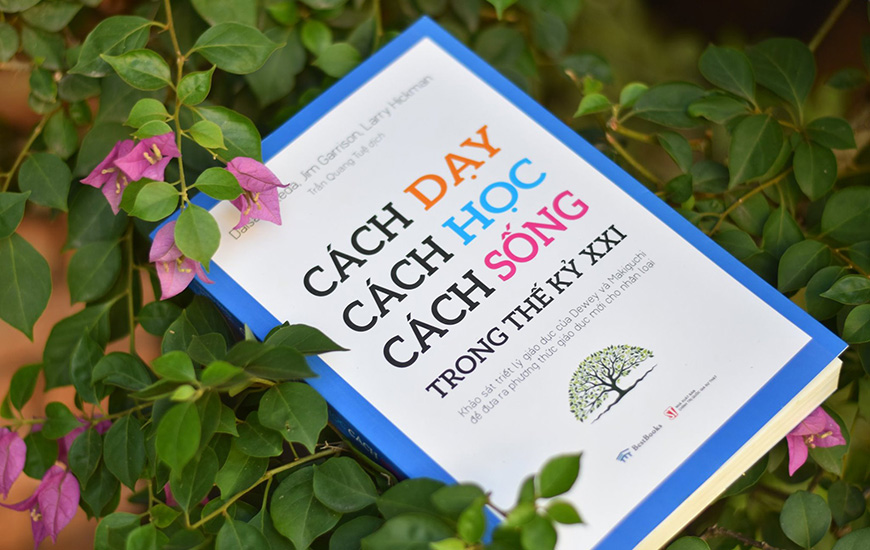 Jim Garrison, Larry Hickman
Trần Quang Tuệ dịch
CÁCH DẠY
CÁCH HỌC
CÁCH SỐNG
TRONG THẾ KỶ XXI
Khảo sát triết lý giáo dục của Dewey và Makiguchi
để đưa ra phương thức giáo dục mới cho nhân loại
BestBooks
CÁCH